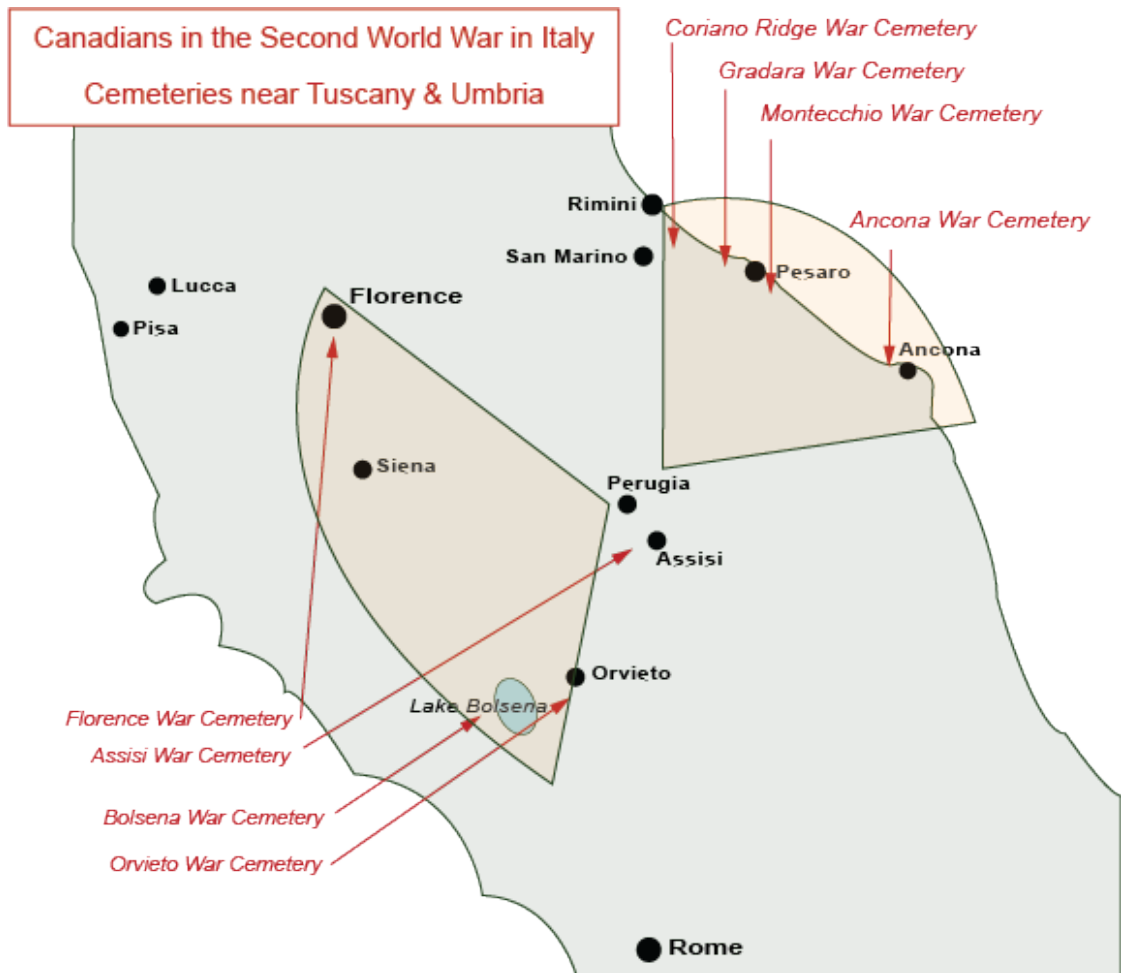 Canadians in the Second World War in Italy
Cemeteries near Tuscany & Umbria
Coriano Ridge War Cemetery
Gradara War Cemetery
Montecchio War Cemetery
Ancona War Cemetery
Rimini
San Marino
Pesaro
Lucca
Florence
Pisa
Ancona
Siena
Perugia
Assisi
Orvieto
Lake Bolsena
Florence War Cemetery
Assisi War Cemetery
Bolsena War Cemetery
Orvieto War Cemetery
Rome